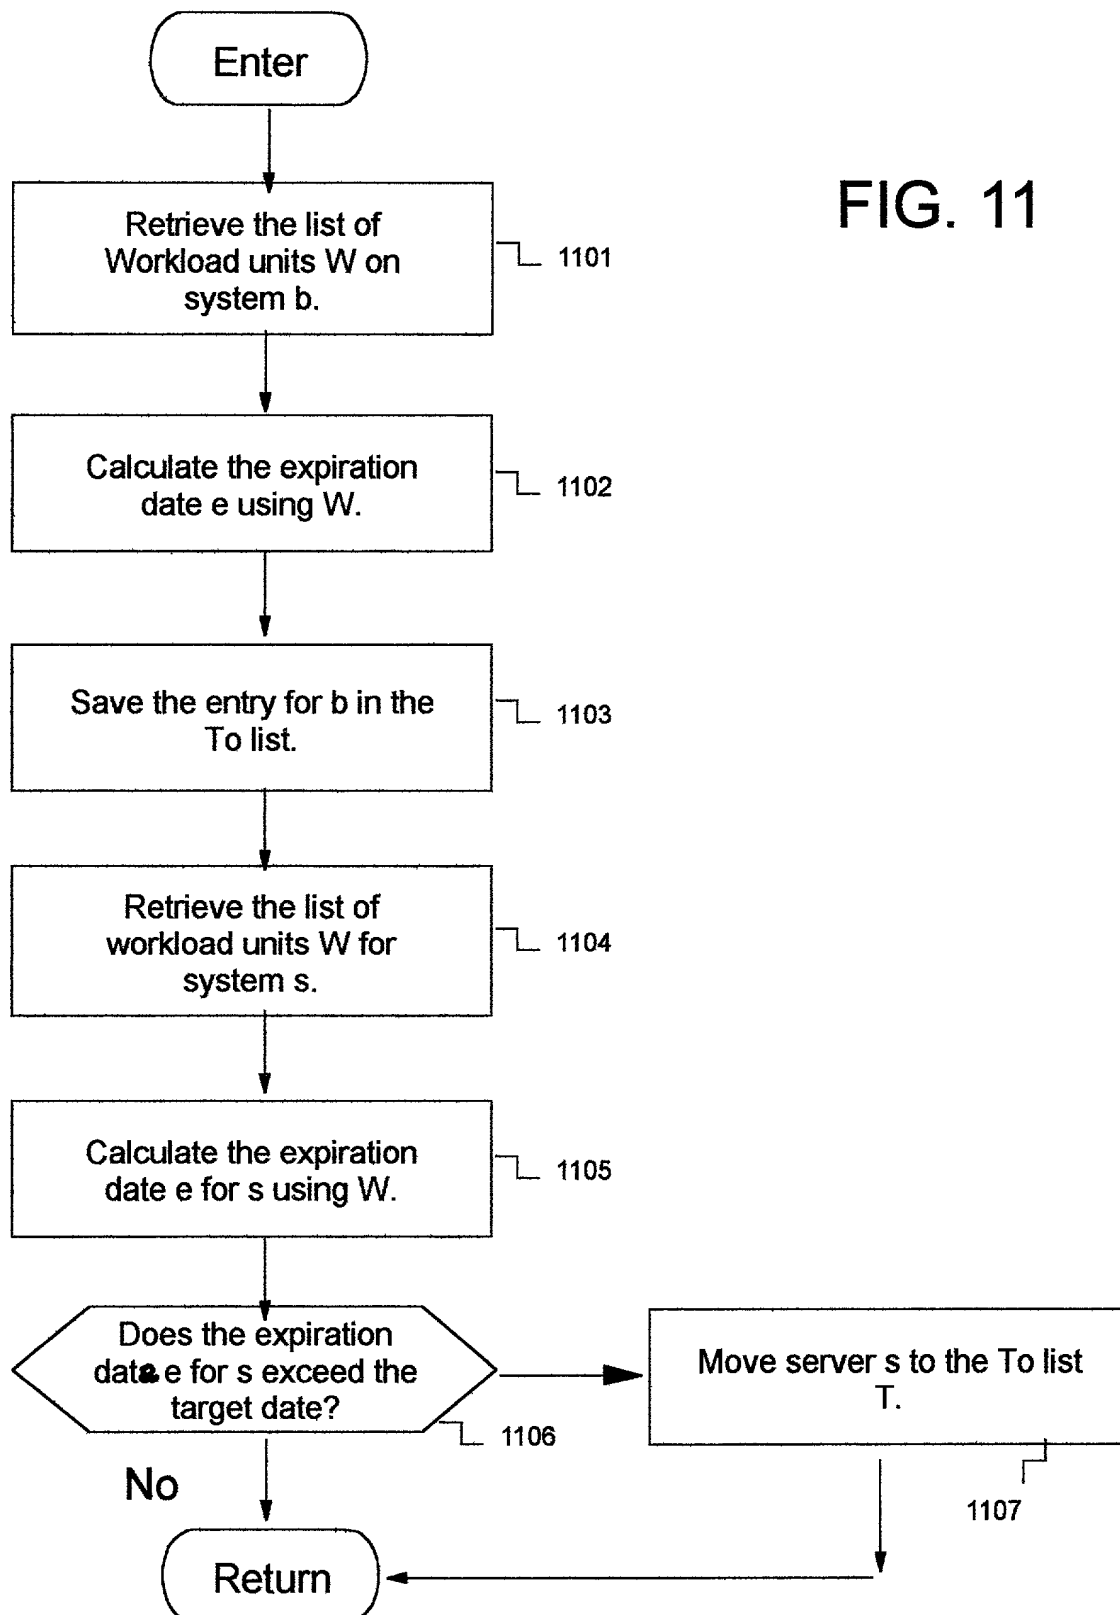 Enter
FIG. 11
Retrieve the list of
Workload units W on
system b.
1101
Calculate the expiration
date e using W.
1102
Save the entry for b in the
To list.
1103
Retrieve the list of
workload units W for
system s.
1104
Calculate the expiration
date e for s using W.
1105
Does the expiration
date e for s exceed the
target date?
1106
Move server s to the To list
T.
1107
No
Return